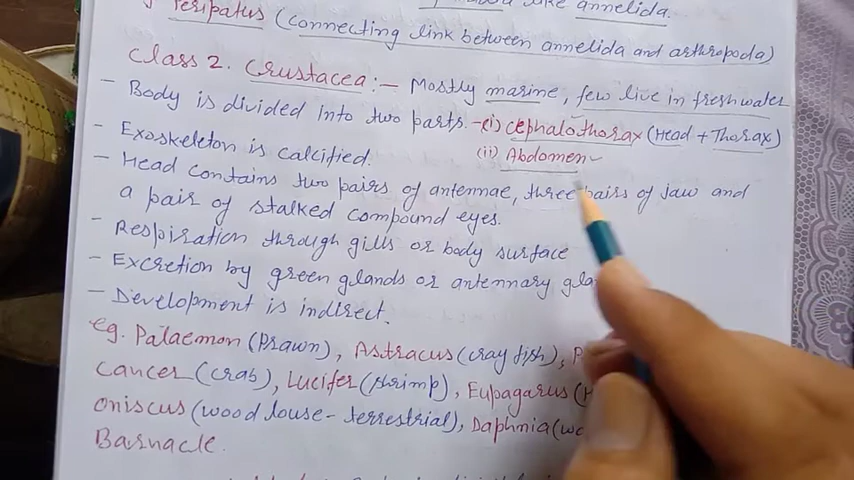 Peripatus (connecting link between annelida and arthropoda)
like annelida.
Class 2. Crustacea:- Mostly marine, few live in freshwater
- Body is divided into two parts -(i) cephalothorax (Head + Thorax)
(ii) Abdomen
- Exoskeleton is calcified.
- Head contains two pairs of antennae, three pairs of jaw and
a pair of stalked compound eyes.
- Respiration through gills or body surface
- Excretion by green glands or antennary
- Development is indirect.
eg. Palaemon (Prawn), Astracus (cray fish),
Cancer (crab), Lucifer (shrimp), Eupagarus
Oniscus (wood louse - terrestrial), Daphnia
Barnacle.